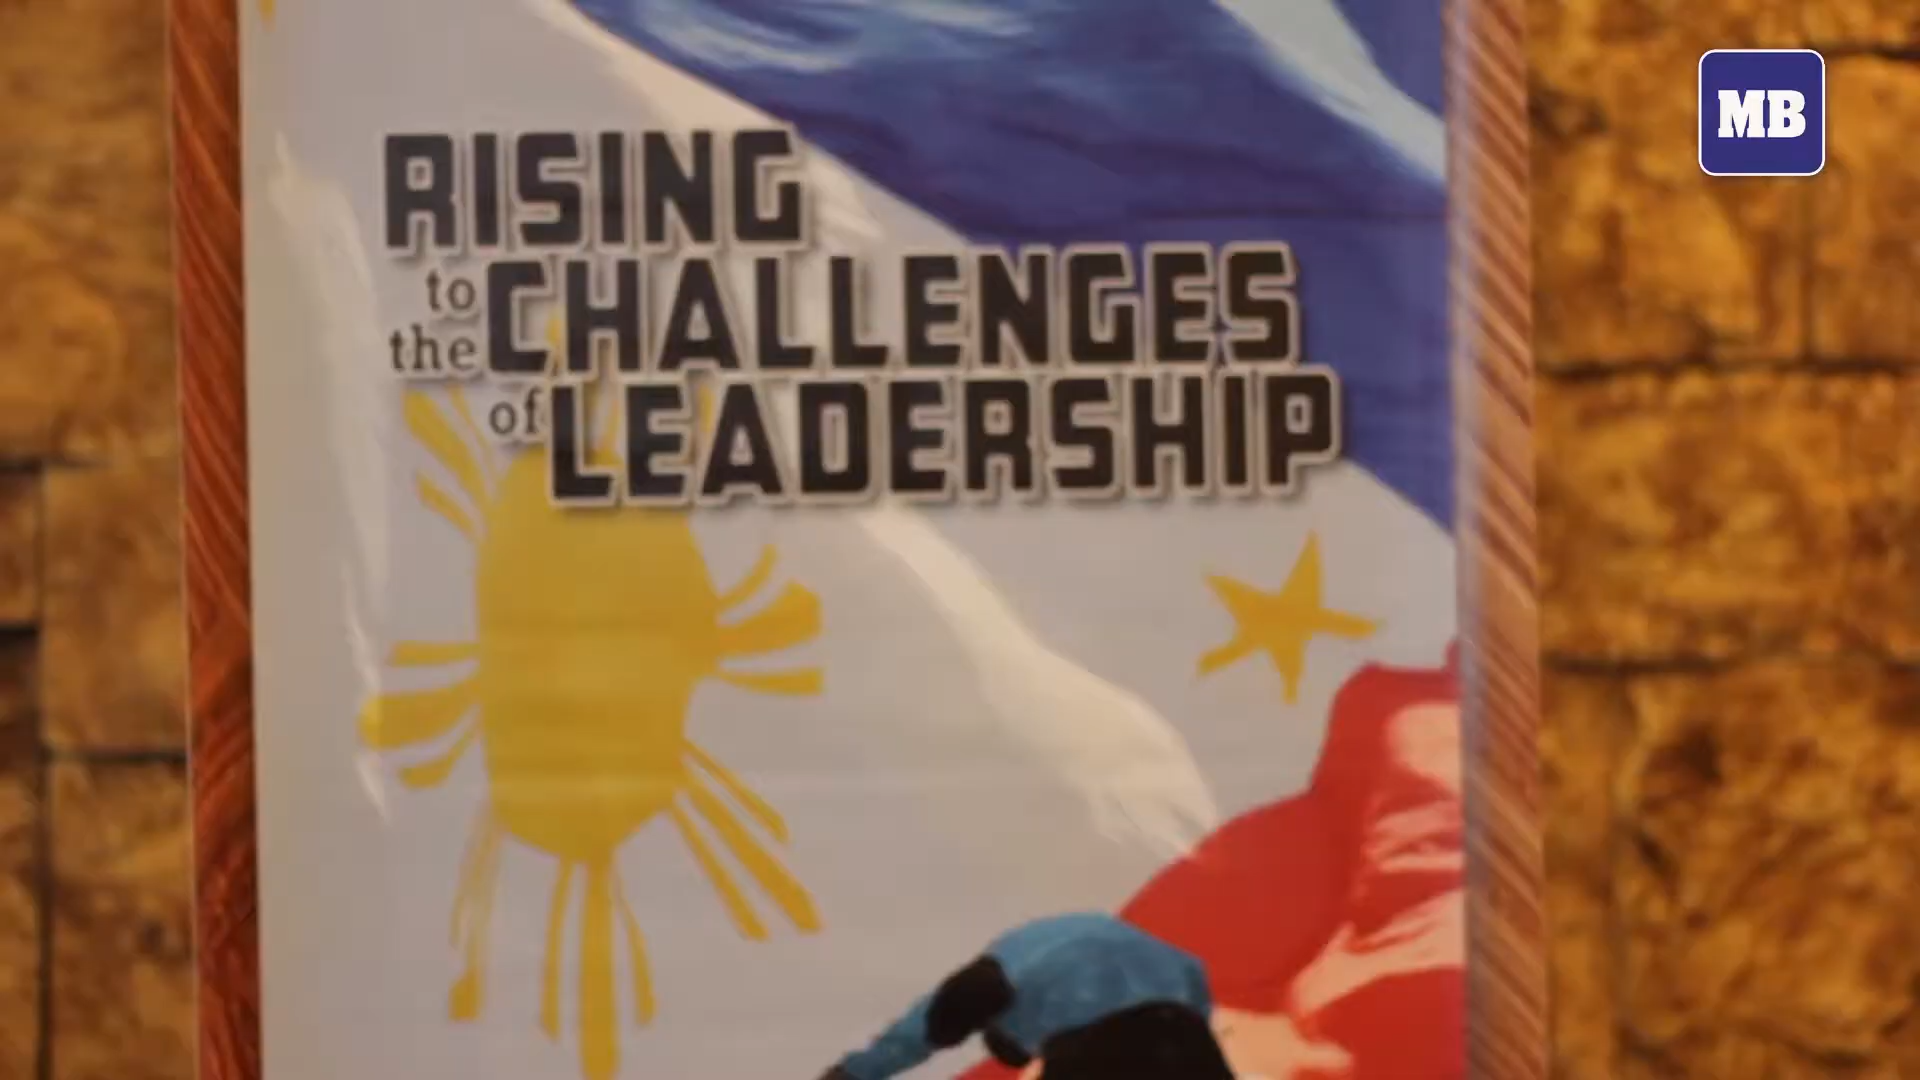 MB
RISING
to
the CHALLENGES
of LEADERSHIP